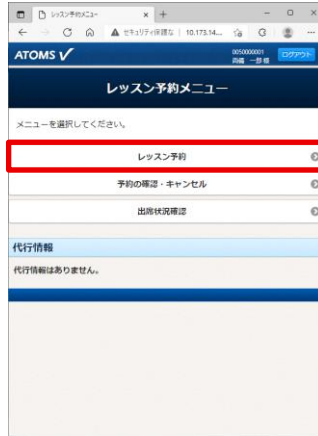 レッスン予約メニュー
セキュリティ保護なし | 10.173.14...
ATOMS V
0050000001
両備 一郎 様
ログアウト
レッスン予約メニュー
メニューを選択してください。
レッスン予約
予約の確認・キャンセル
出席状況確認
代行情報
代行情報はありません。